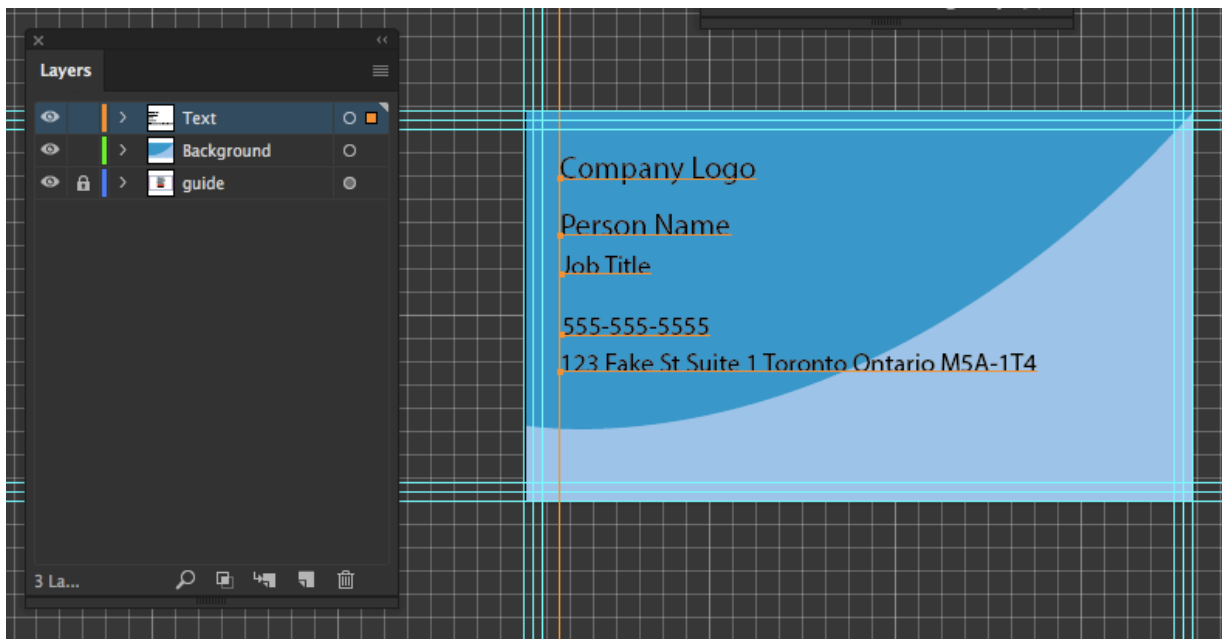 Layers
Text
Background
guide
3 La...
Company Logo
Person Name
Job Title
555-555-5555
123 Fake St Suite 1 Toronto Ontario M5A-1T4